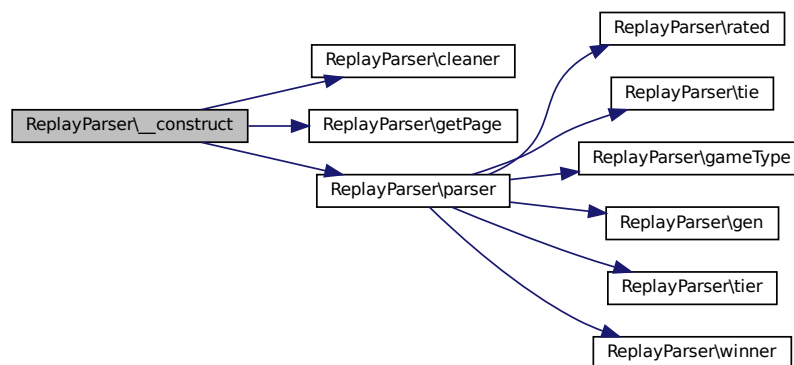 ReplayParser\rated
ReplayParser\cleaner
ReplayParser\tie
ReplayParser\__construct
ReplayParser\getPage
ReplayParser\gameType
ReplayParser\parser
ReplayParser\gen
ReplayParser\tier
ReplayParser\winner